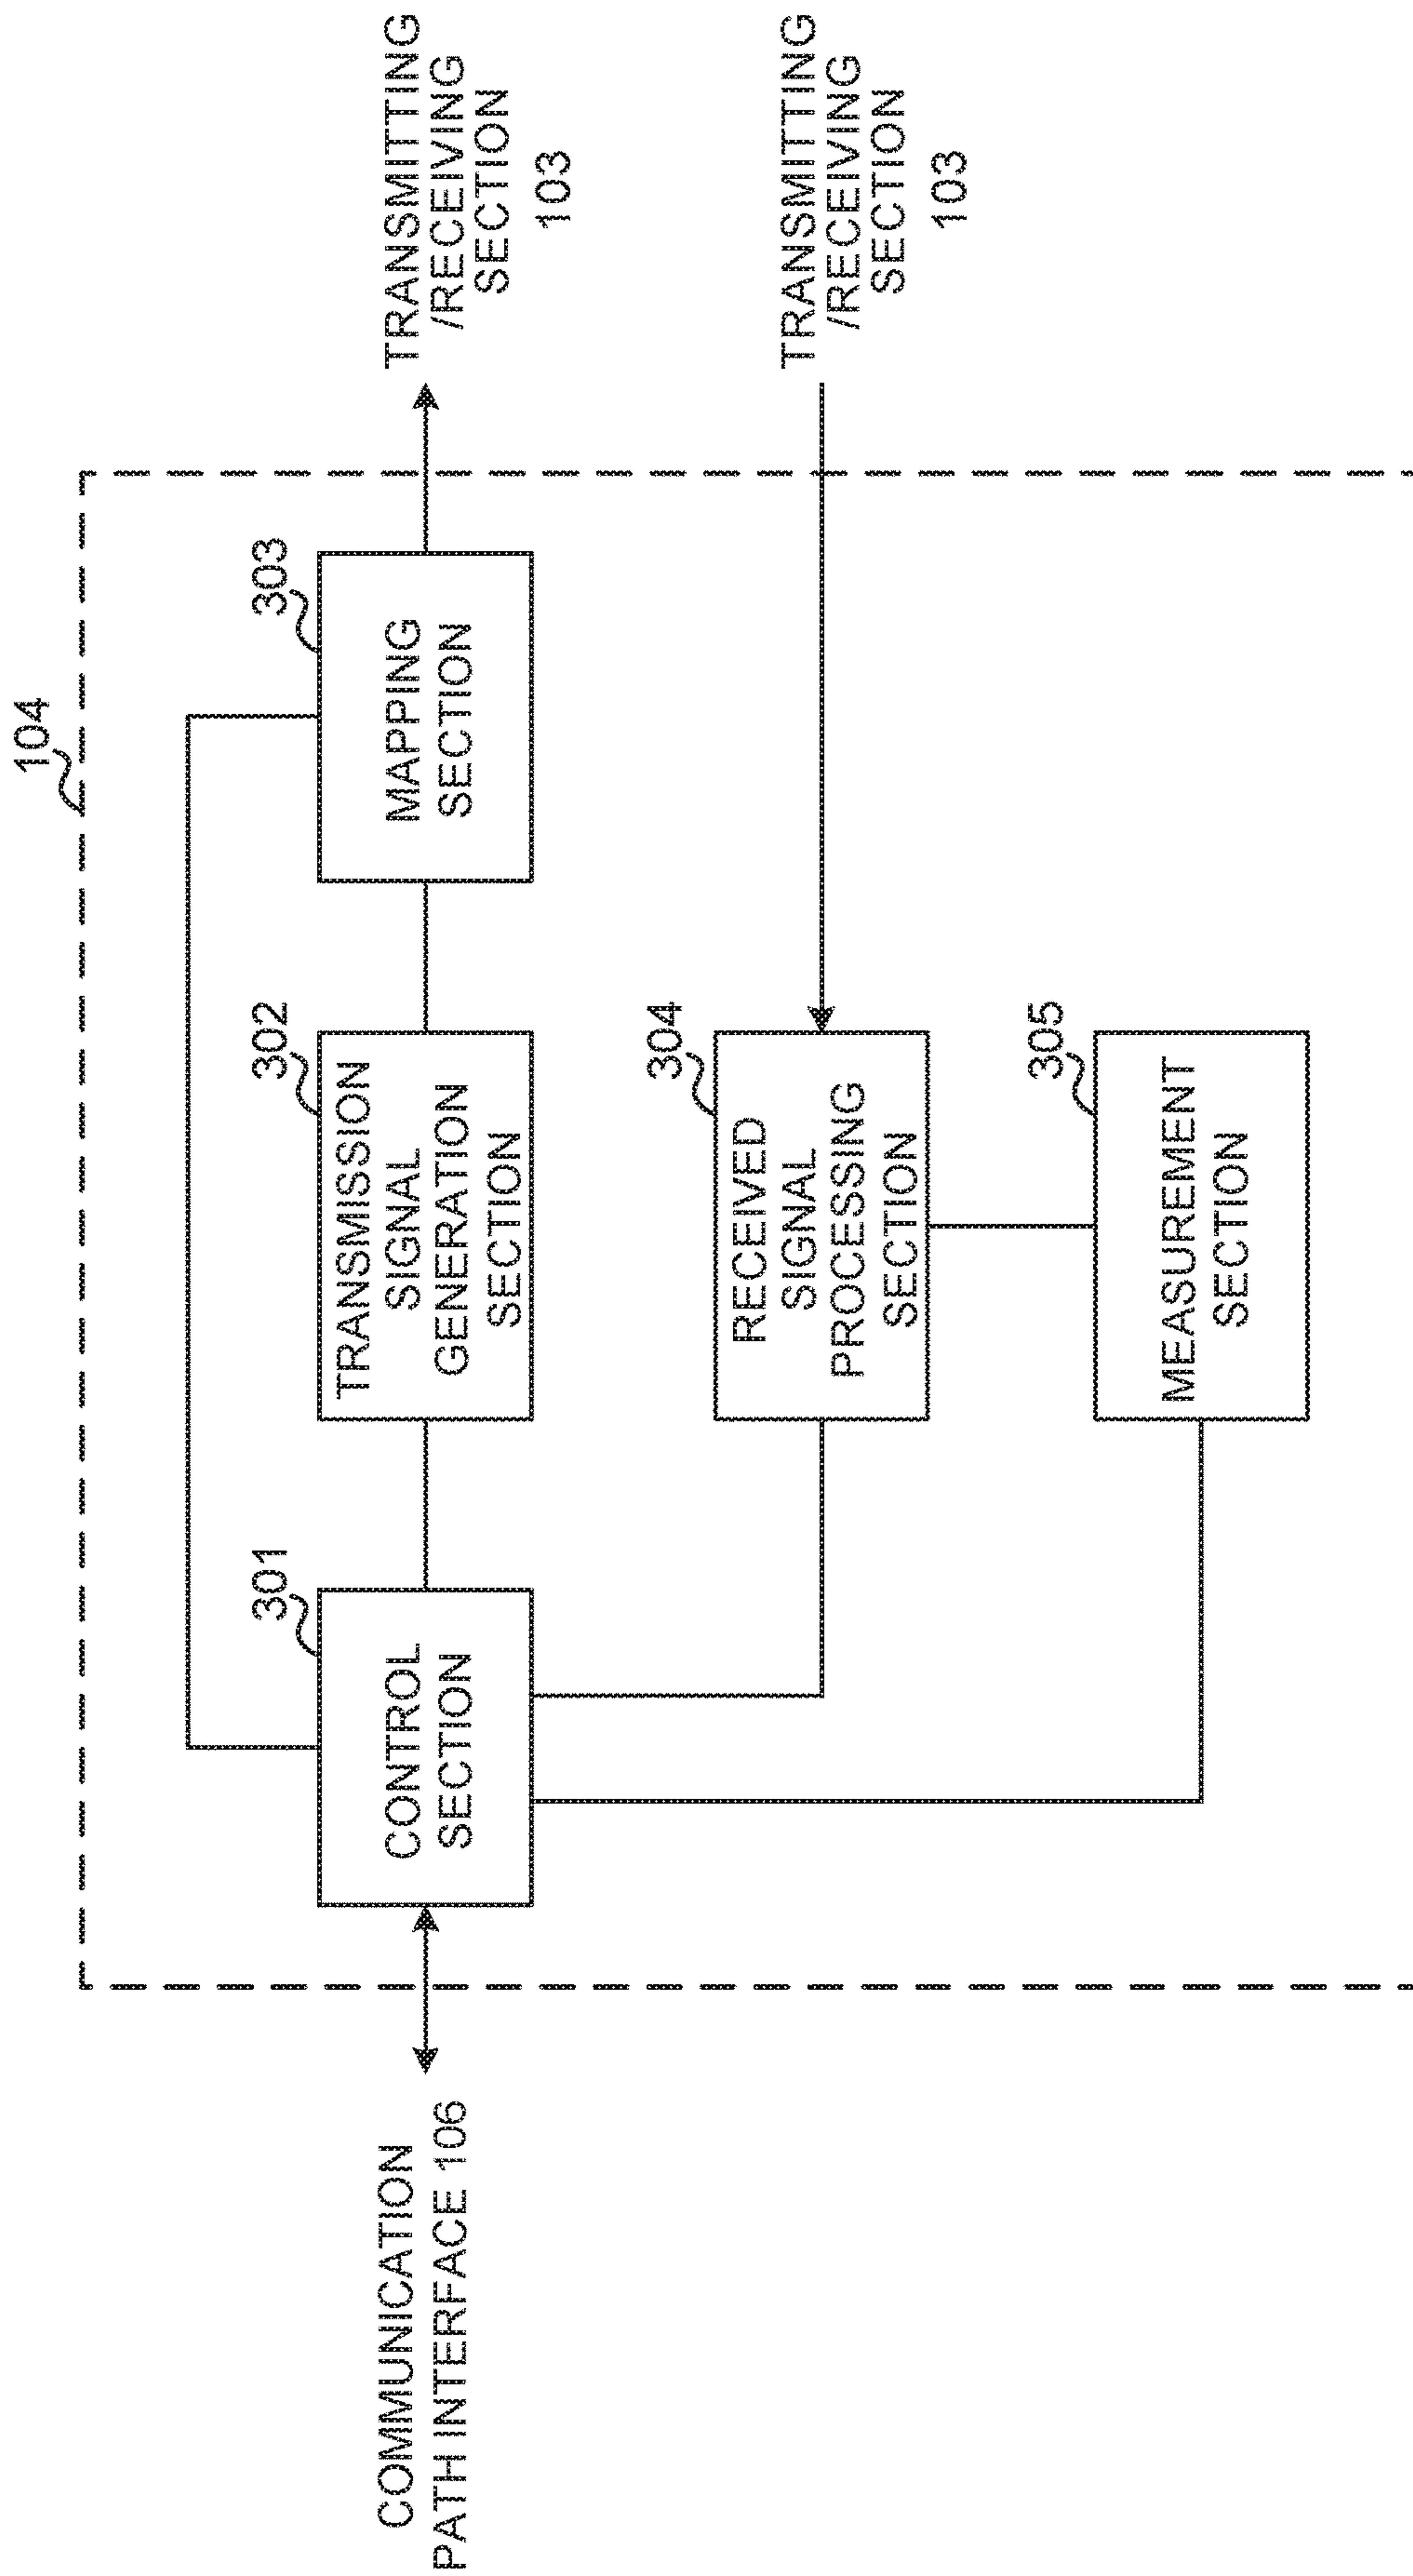 104
COMMUNICATION
PATH INTERFACE 106
301
CONTROL
SECTION
302
TRANSMISSION
SIGNAL
GENERATION
SECTION
303
MAPPING
SECTION
TRANSMITTING
/RECEIVING
SECTION
103
304
RECEIVED
SIGNAL
PROCESSING
SECTION
TRANSMITTING
/RECEIVING
SECTION
103
305
MEASUREMENT
SECTION